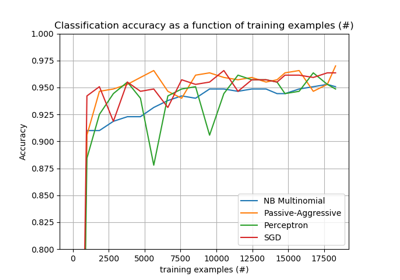 Classification accuracy as a function of training examples (#)
1.000
0.975
0.950
0.925
0.900
0.875
0.850
0.825
0.800
Accuracy
NB Multinomial
Passive-Aggressive
Perceptron
SGD
0 2500 5000 7500 10000 12500 15000 17500
training examples (#)